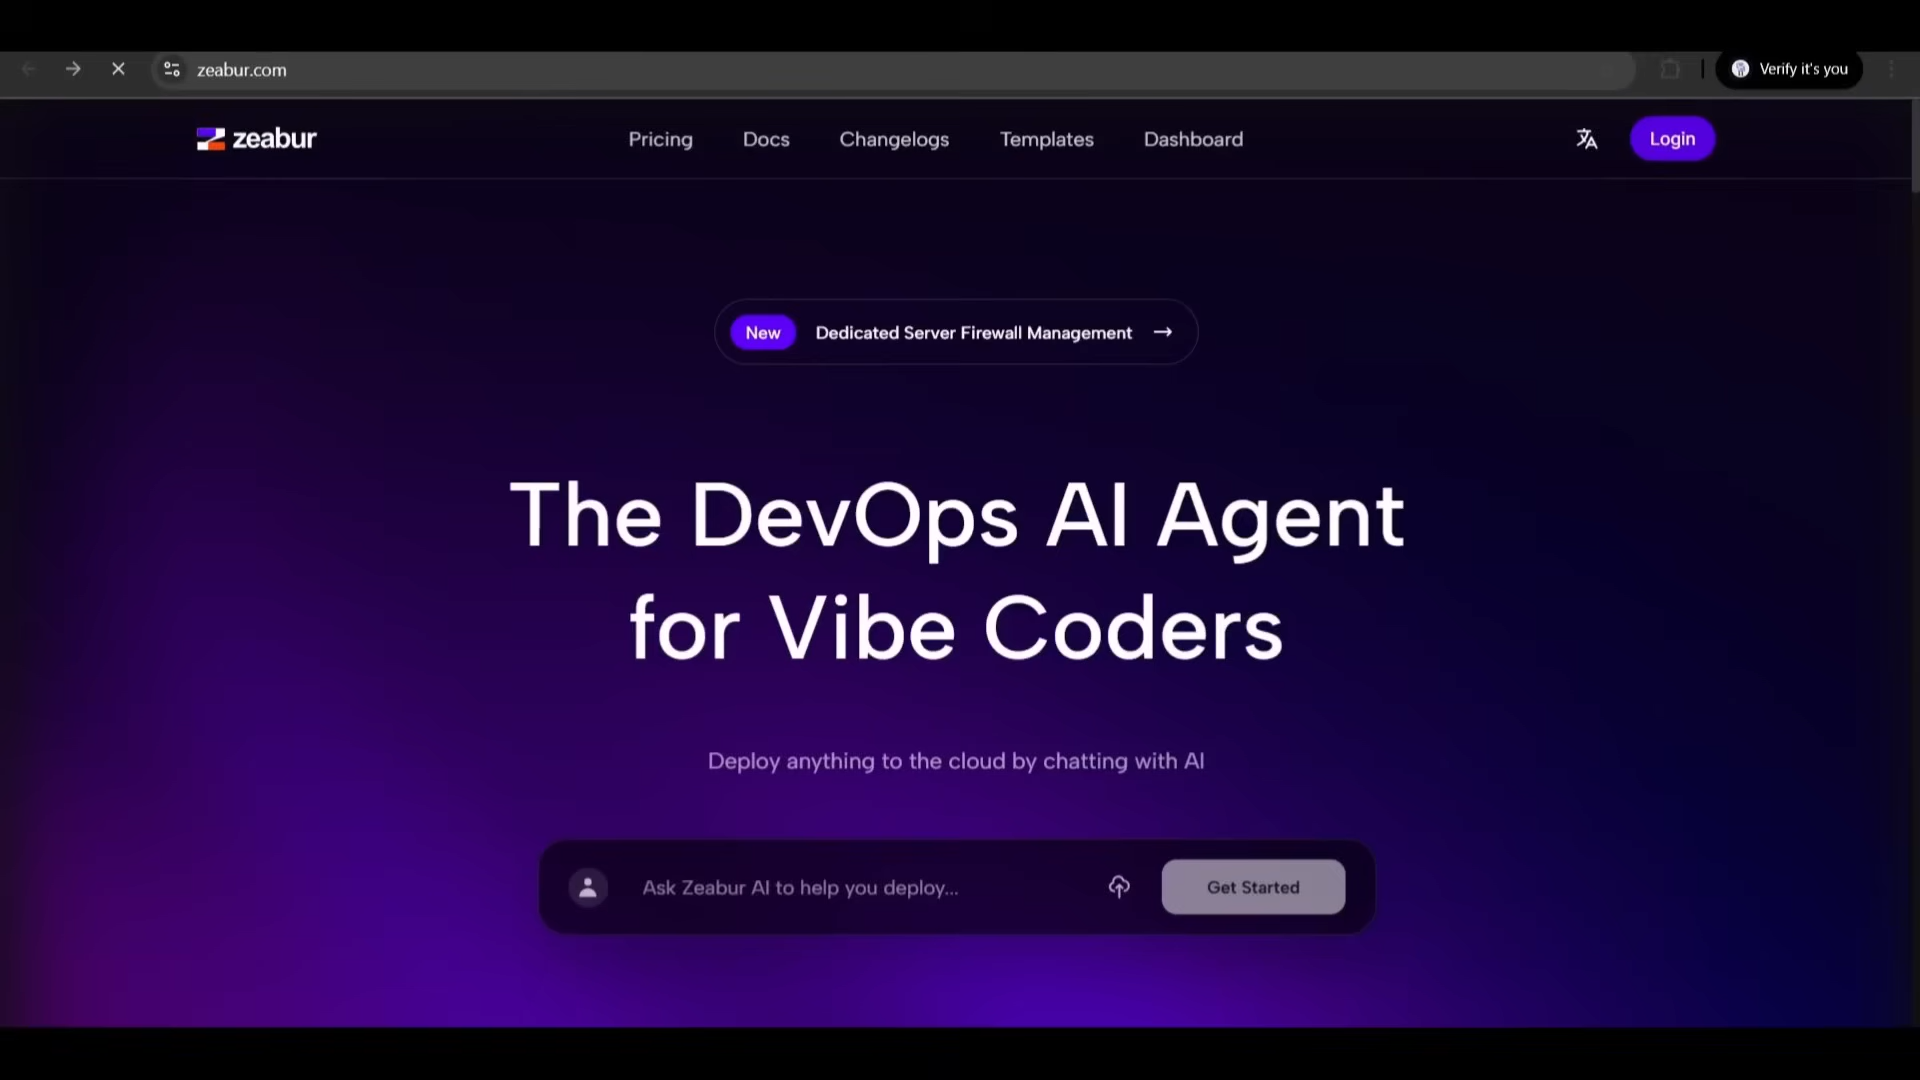 zeabur.com
Verify it's you
zeabur
Pricing
Docs
Changelogs
Templates
Dashboard
Login
New
Dedicated Server Firewall Management
The DevOps AI Agent
for Vibe Coders
Deploy anything to the cloud by chatting with AI
Ask Zeabur AI to help you deploy...
Get Started